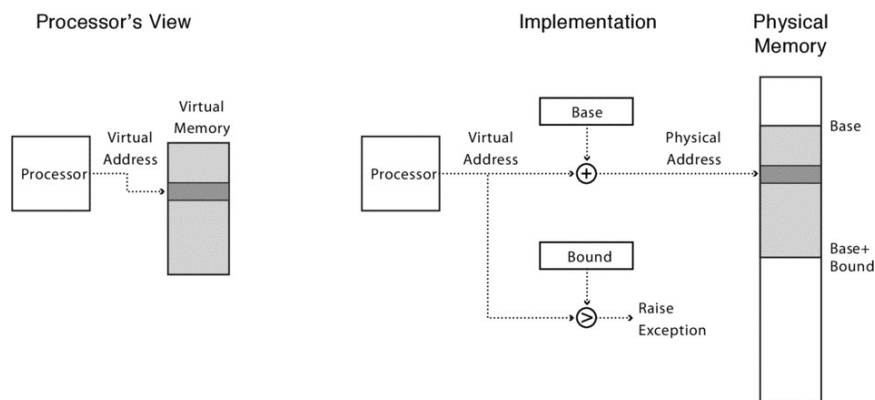 Processor's View
Implementation
Physical
Memory
Virtual
Memory
Virtual
Address
Processor
Base
Virtual
Address
Physical
Address
Processor
Base
Bound
Base+
Bound
Raise
Exception